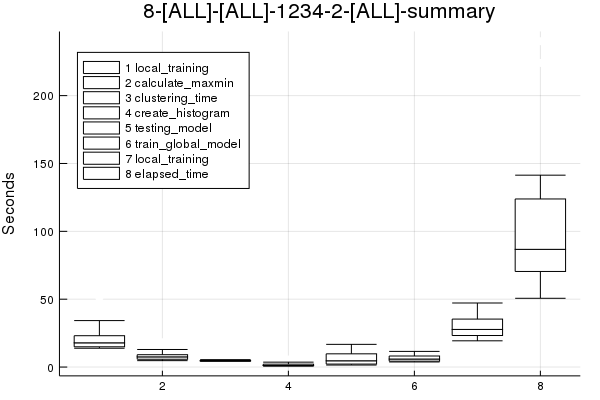 8-[ALL]-[ALL]-1234-2-[ALL]-summary
1 local_training
2 calculate_maxmin
3 clustering_time
4 create_histogram
5 testing_model
6 train_global_model
7 local_training
8 elapsed_time
Seconds
200
150
100
50
0
2 4 6 8